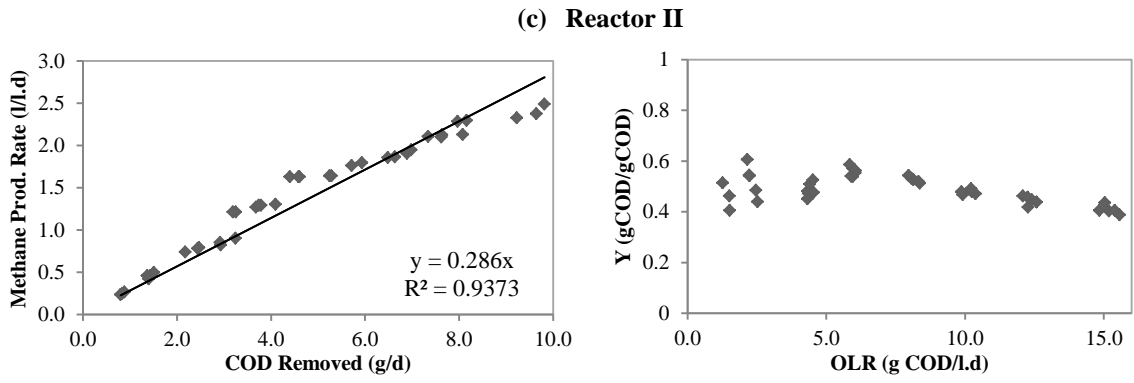 (c) Reactor II
Methane Prod. Rate (l/l.d)
3.0
2.5
2.0
1.5
1.0
0.5
0.0
y = 0.286x
R² = 0.9373
0.0 2.0 4.0 6.0 8.0 10.0
COD Removed (g/d)
Y (gCOD/gCOD)
1
0.8
0.6
0.4
0.2
0
0.0 5.0 10.0 15.0
OLR (g COD/l.d)